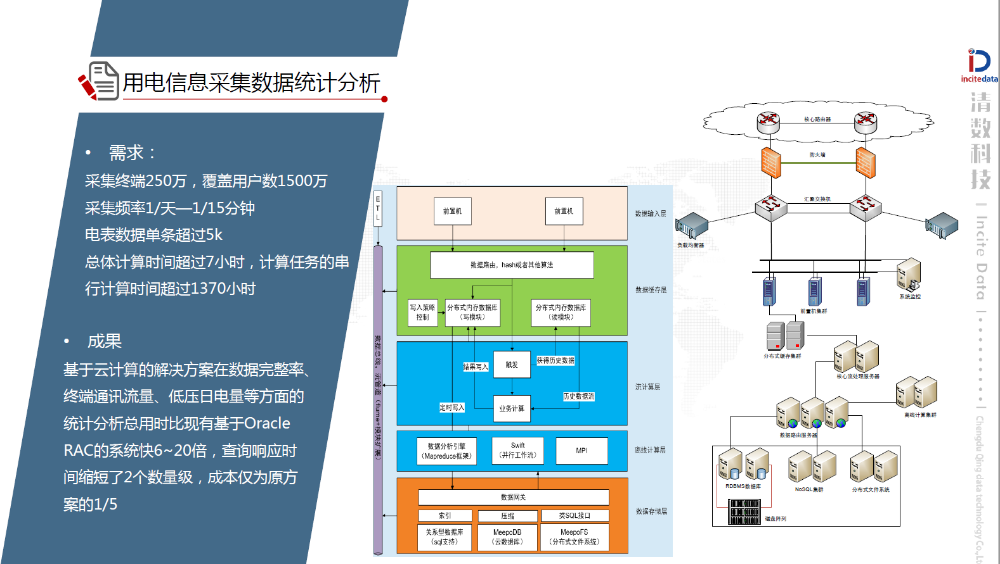 用电信息采集数据统计分析
• 需求：
采集终端250万，覆盖用户数1500万
采集频率1/天—1/15分钟
电表数据单条超过5k
总体计算时间超过7小时，计算任务的串
行计算时间超过1370小时
• 成果
基于云计算的解决方案在数据完整率、
终端通讯流量、低压日电量等方面的
统计分析总用时比现有基于Oracle
RAC的系统快6~20倍，查询响应时
间缩短了2个数量级，成本仅为原方
案的1/5
ETL
数据总线，流管道（flume+模块扩展）
前置机
前置机
数据输入层
数据路由，hash或者其他算法
写入策略
控制
分布式内存数据库
（写模块）
分布式内存数据库
（读模块）
数据缓存层
触发
获得历史数据
结果写入
业务计算
历史数据流
定时写入
流计算层
数据分析引擎
（Mapreduce框架）
Swift
（并行工作流）
MPI
离线计算层
数据网关
索引
压缩
类SQL接口
关系型数据库
（sql支持）
MeepoDB
（云数据库）
MeepoFS
（分布式文件系统）
数据存储层
核心路由器
防火墙
汇聚交换机
负载均衡器
系统监控
前置机集群
分布式缓存集群
核心流处理服务器
离线计算集群
数据路由服务器
RDBMS数据库
NoSQL集群
分布式文件系统
磁盘阵列
incitedata
清数科技
Incite Data
Chengdu Qing data technology Co.,Lt